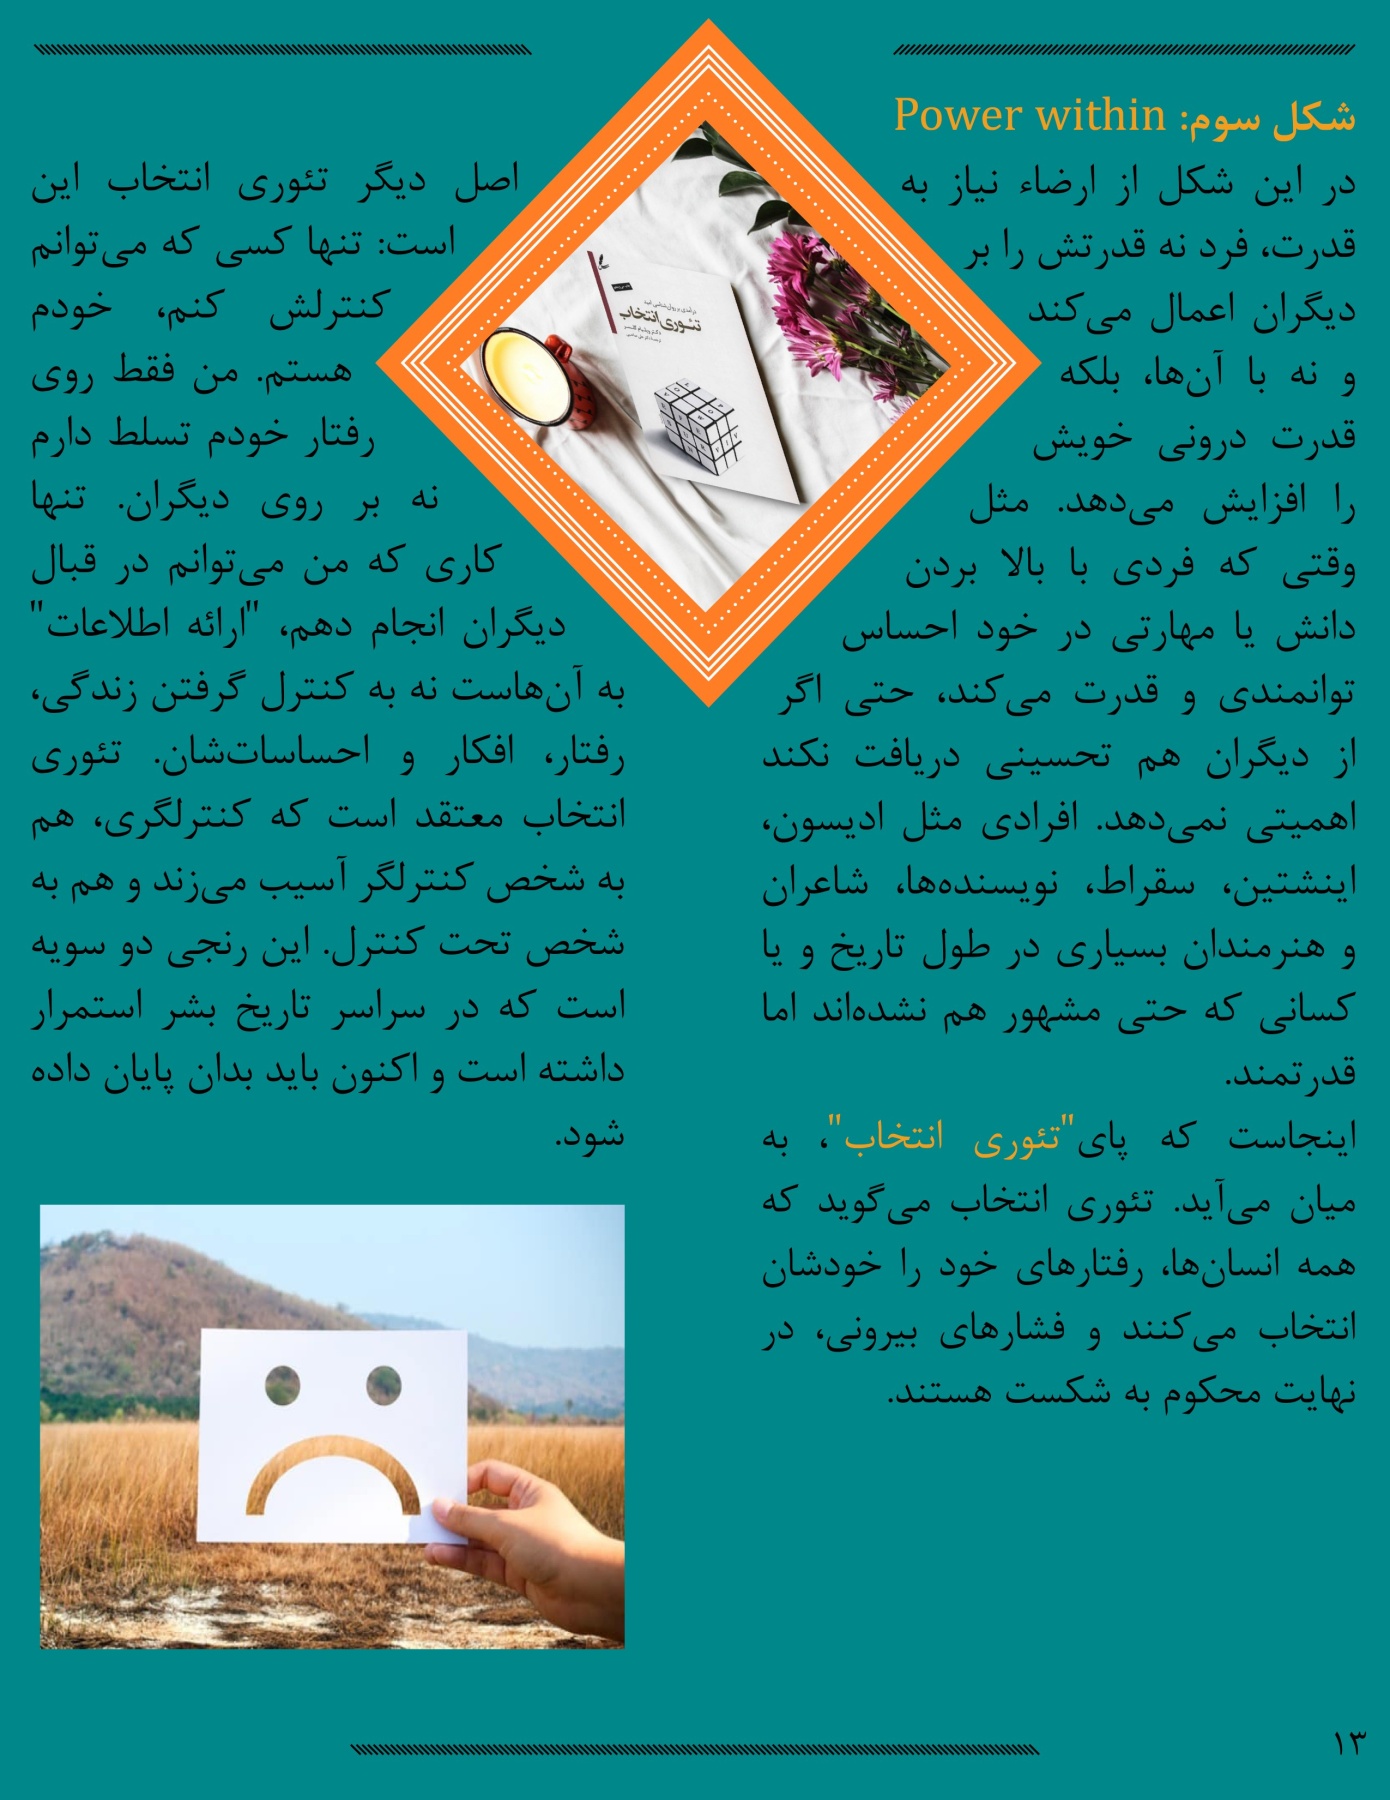 شکل سوم: Power within
در این شکل از ارضاء نیاز به
قدرت، فرد نه قدرتش را بر
دیگران اعمال می‌کند
و نه با آن‌ها، بلکه
قدرت درونی خویش
را افزایش می‌دهد. مثل
وقتی که فردی با بالا بردن
دانش یا مهارتی در خود احساس
توانمندی و قدرت می‌کند، حتی اگر
از دیگران هم تحسینی دریافت نکند
اهمیتی نمی‌دهد. افرادی مثل ادیسون،
اینشتین، سقراط، نویسنده‌ها، شاعران
و هنرمندان بسیاری در طول تاریخ و یا
کسانی که حتی مشهور هم نشده‌اند اما
قدرتمند.
اینجاست که پای"تئوری انتخاب"، به
میان می‌آید. تئوری انتخاب می‌گوید که
همه انسان‌ها، رفتارهای خود را خودشان
انتخاب می‌کنند و فشارهای بیرونی، در
نهایت محکوم به شکست هستند.
تئوری انتخاب
اصل دیگر تئوری انتخاب این
است: تنها کسی که می‌توانم
کنترلش کنم، خودم
هستم. من فقط روی
رفتار خودم تسلط دارم
نه بر روی دیگران. تنها
کاری که من می‌توانم در قبال
دیگران انجام دهم، "ارائه اطلاعات"
به آن‌هاست نه به کنترل گرفتن زندگی،
رفتار، افکار و احساسات‌شان. تئوری
انتخاب معتقد است که کنترلگری، هم
به شخص کنترلگر آسیب می‌زند و هم به
شخص تحت کنترل. این رنجی دو سویه
است که در سراسر تاریخ بشر استمرار
داشته است و اکنون باید بدان پایان داده
شود.
۱۳